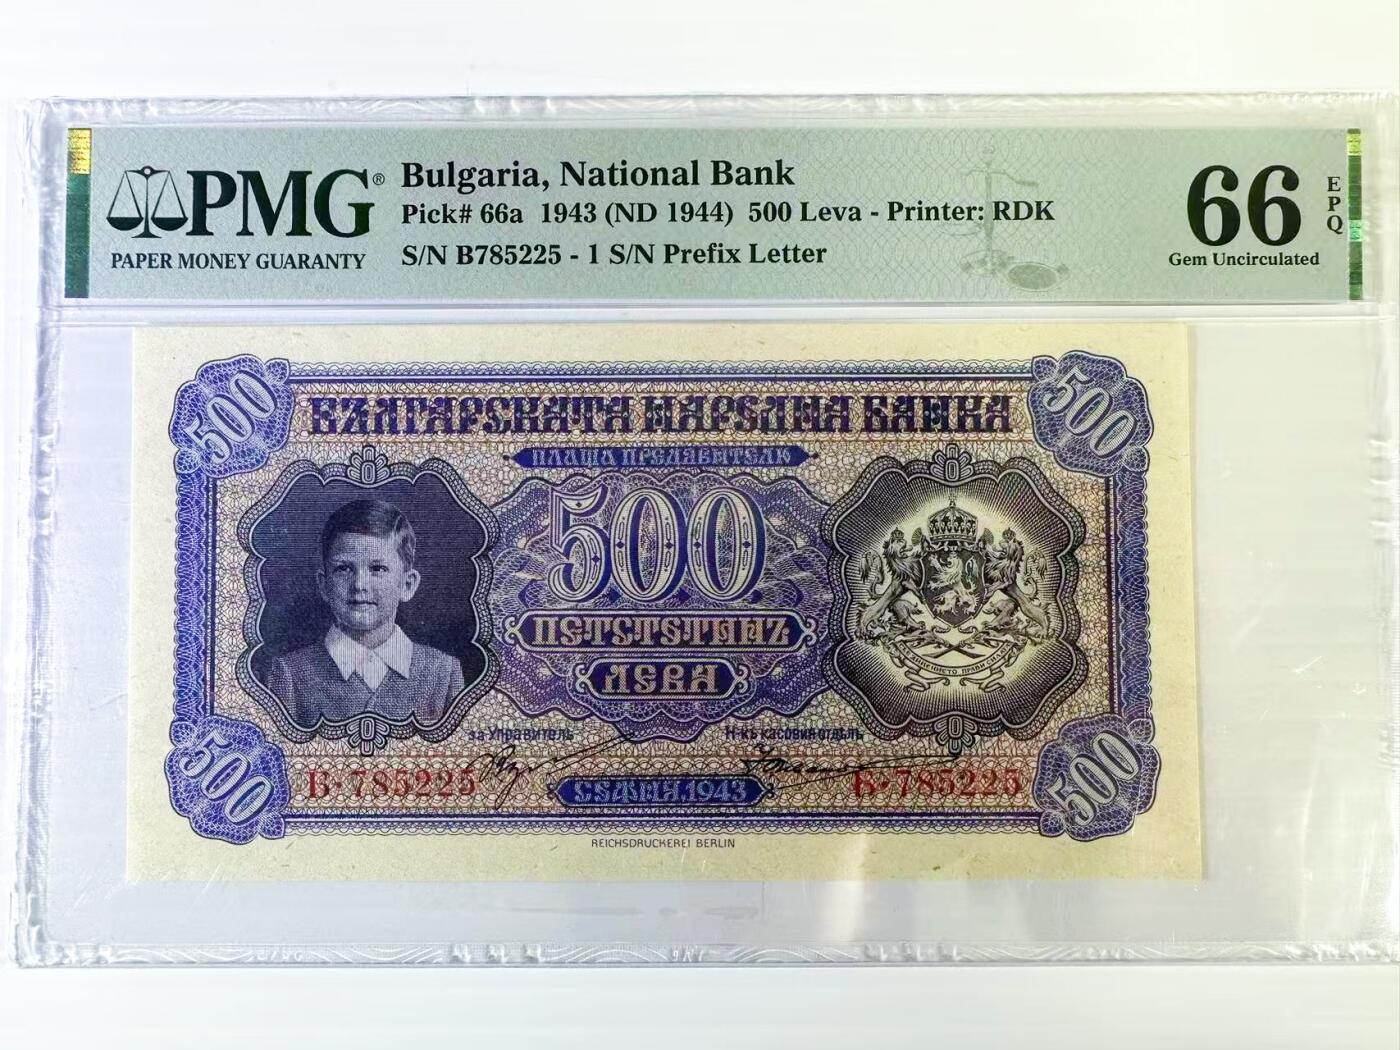 PMG®
PAPER MONEY GUARANTY
Bulgaria, National Bank
Pick# 66a 1943 (ND 1944) 500 Leva - Printer: RDK
S/N B785225 - 1 S/N Prefix Letter
66
EPQ
Gem Uncirculated
500
500
БЪЛГАРСКАТА НАРОДНА БАНКА
ПЛАЩА ПРЕДЯВИТЕЛЮ
500
ПЕТСТОТИНЪ
ЛЕВА
за Управитель
Н-къ касовия отдѣлъ
Б·785225
СОФИЯ, 1943
Б·785225
500
500
REICHSDRUCKEREI BERLIN